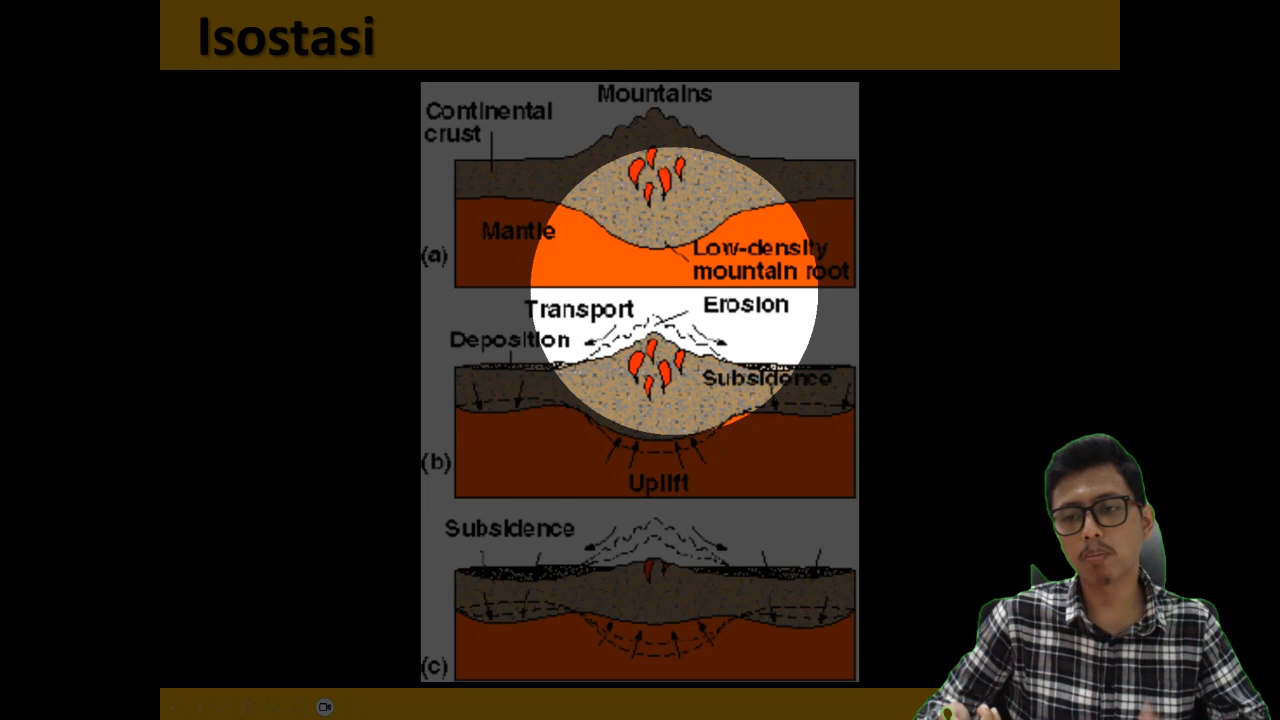 Isostasi
Mountains
Continental
crust
Mantle
(a)
Low-density
mountain root
Transport
Erosion
Deposition
Subsidence
(b)
Uplift
Subsidence
(c)